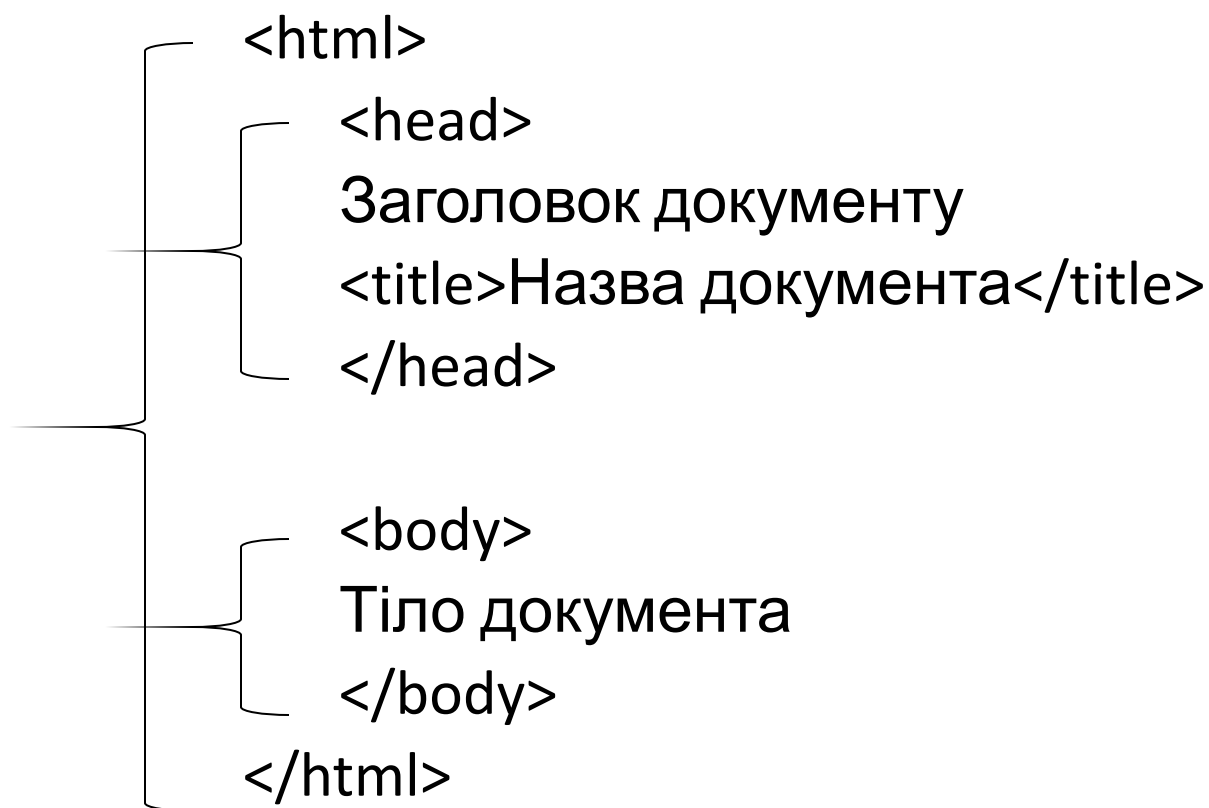 <html>
<head>
Заголовок документу
<title>Назва документа</title>
</head>
<body>
Тіло документа
</body>
</html>